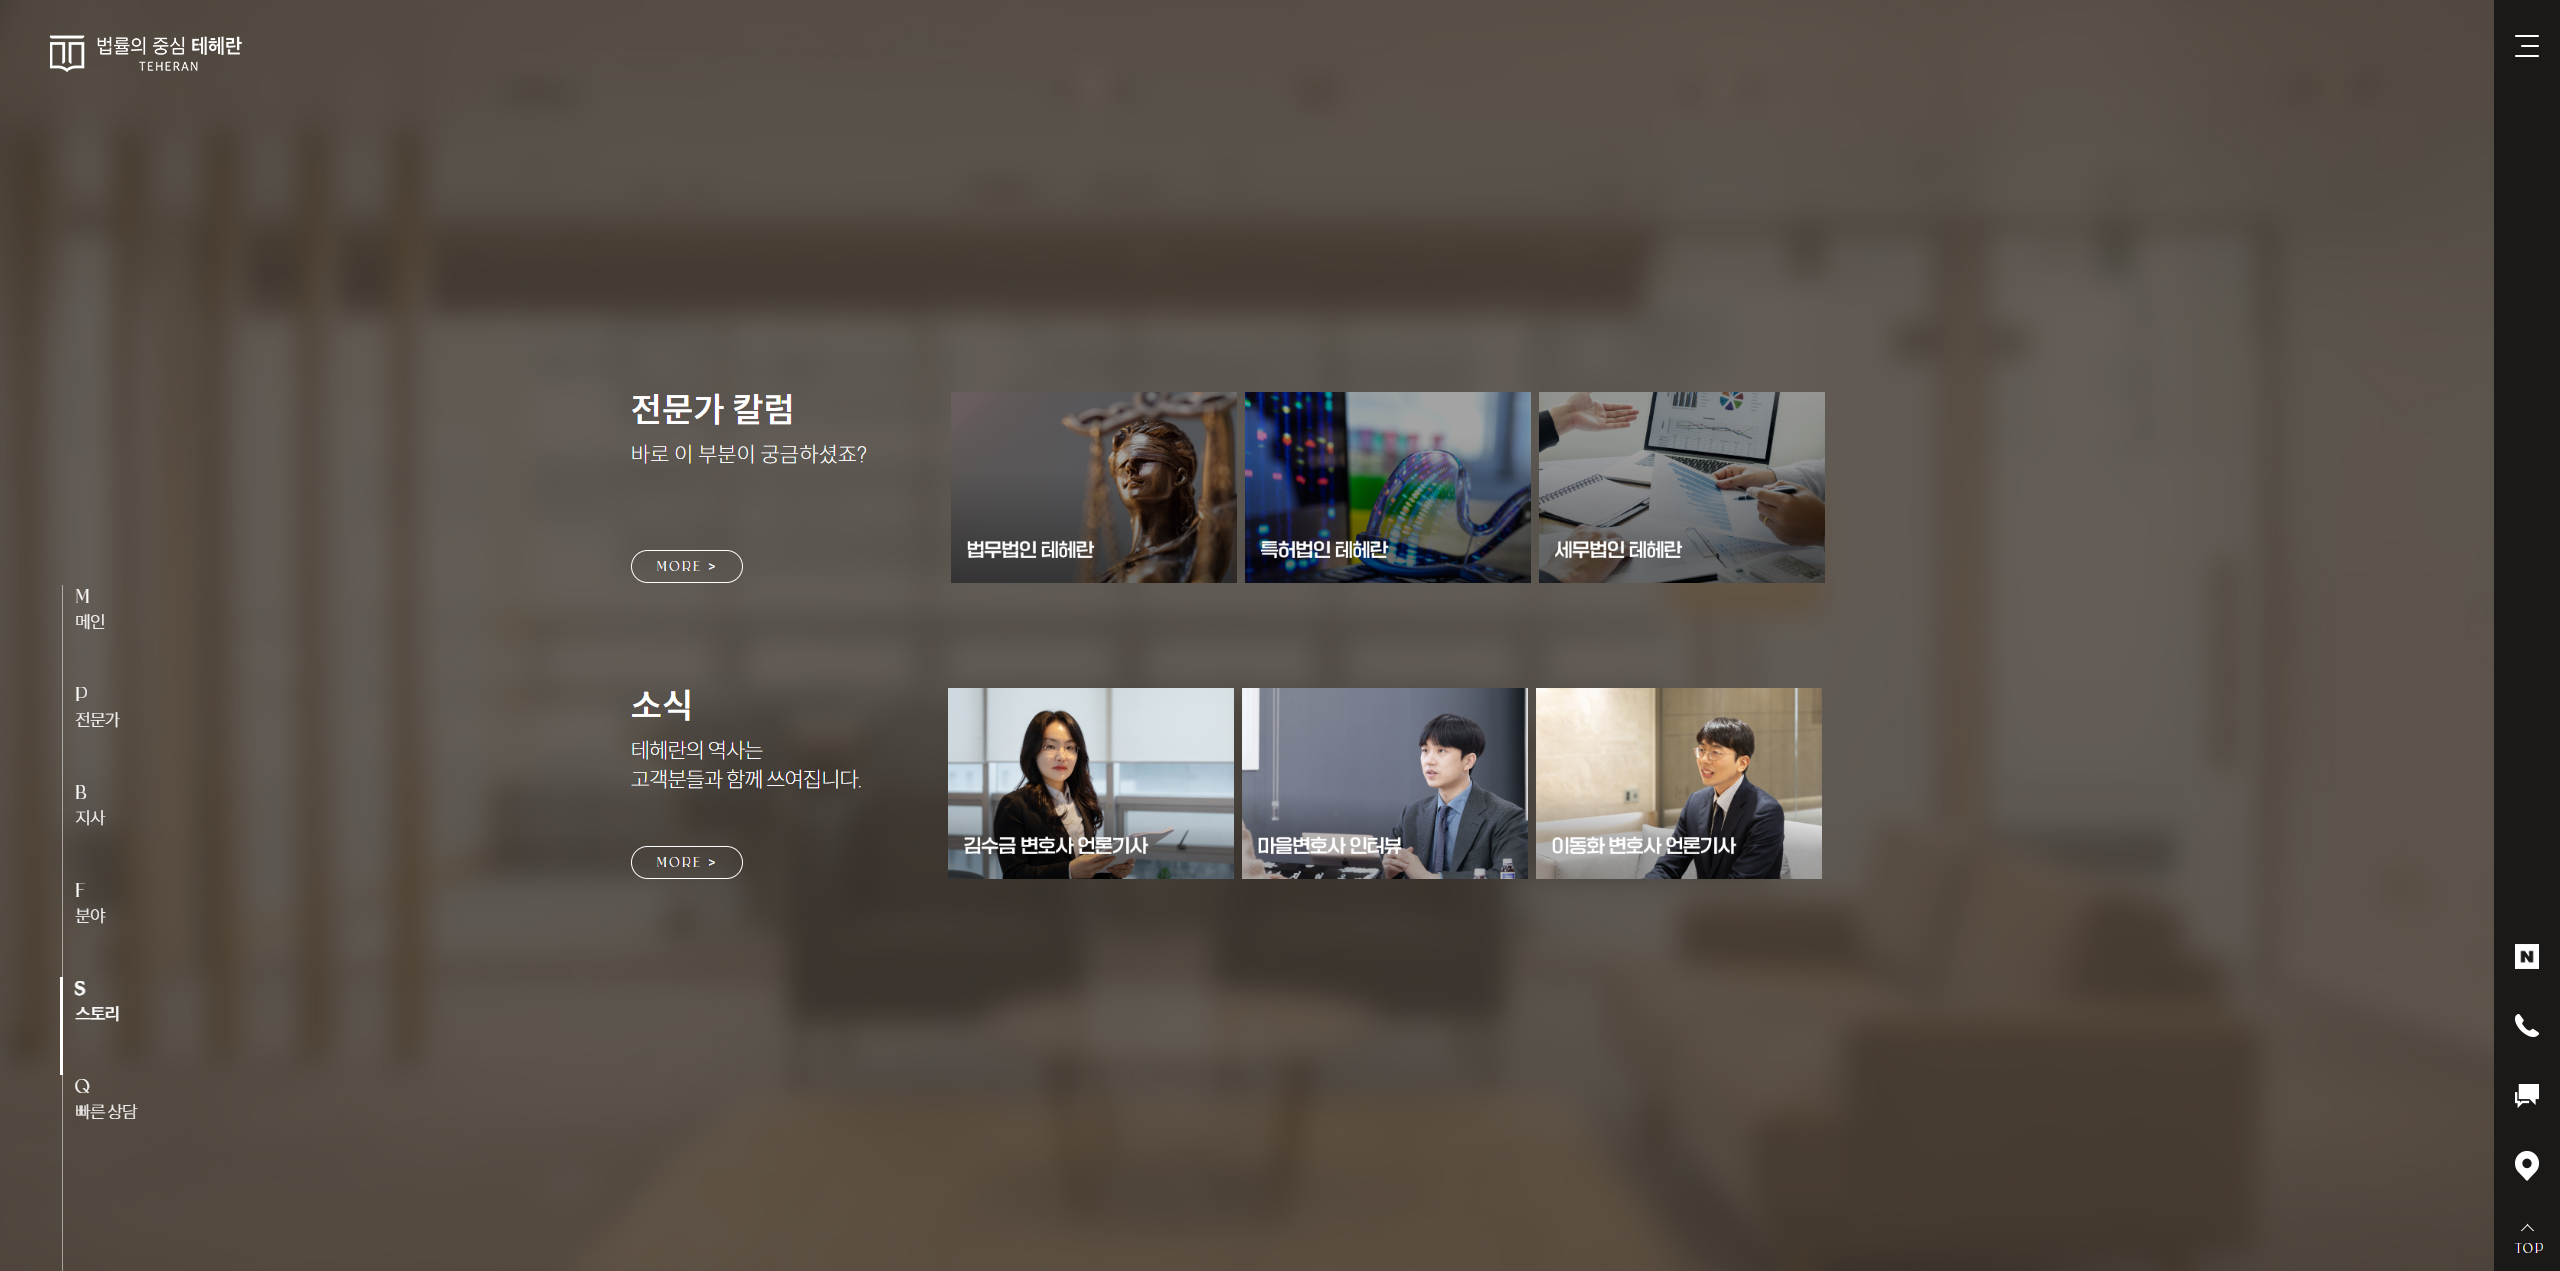 법률의 중심 테헤란
TEHERAN
전문가 칼럼
바로 이 부분이 궁금하셨죠?
MORE >
법무법인 테헤란
특허법인 테헤란
세무법인 테헤란
소식
테헤란의 역사는
고객분들과 함께 쓰여집니다.
MORE >
김수금 변호사 언론기사
마을변호사 인터뷰
이동화 변호사 언론기사
M
메인
P
전문가
B
지사
F
분야
S
스토리
Q
빠른 상담
N
TOP